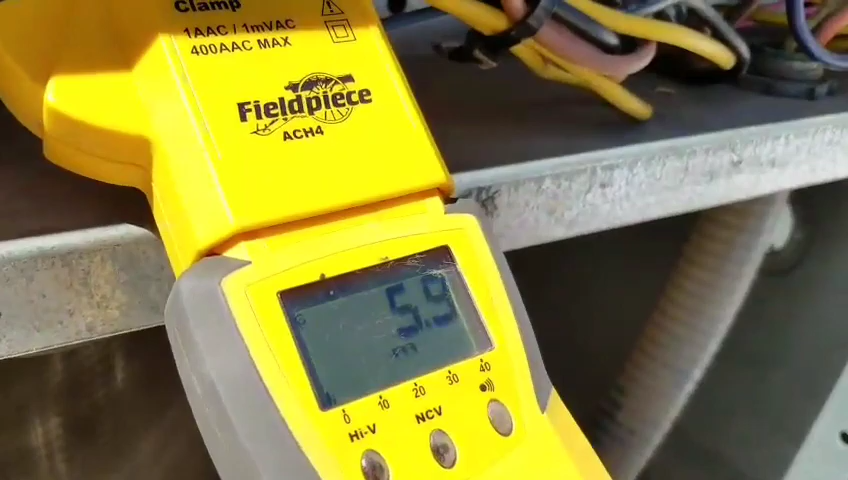 Clamp
1AAC / 1mVAC
400AAC MAX
Fieldpiece
ACH4
5.9
m
0 10 20 30 40
Hi-V NCV